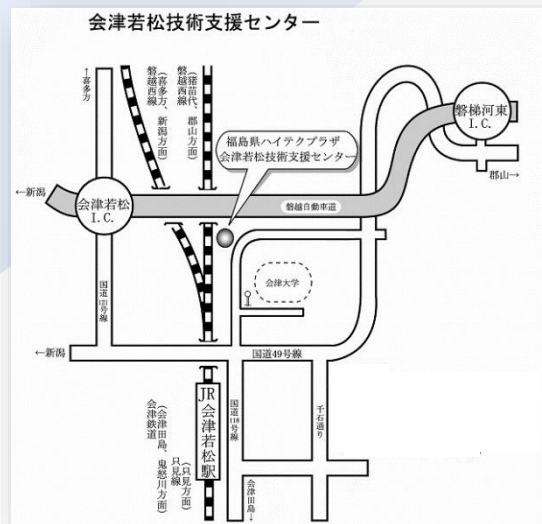 会津若松技術支援センター
←喜多方
磐越西線
(喜多方、新潟方面)
磐越西線
(猪苗代、郡山方面)
福島県ハイテクプラザ
会津若松技術支援センター
磐梯河東
I.C.
郡山→
←新潟
会津若松
I.C.
磐越自動車道
国道121号線
会津大学
←新潟
国道49号線
JR会津若松駅
国道118号線
千石通り
会津鉄道
(会津田島、鬼怒川方面)
只見線
(只見方面)
会津田島→